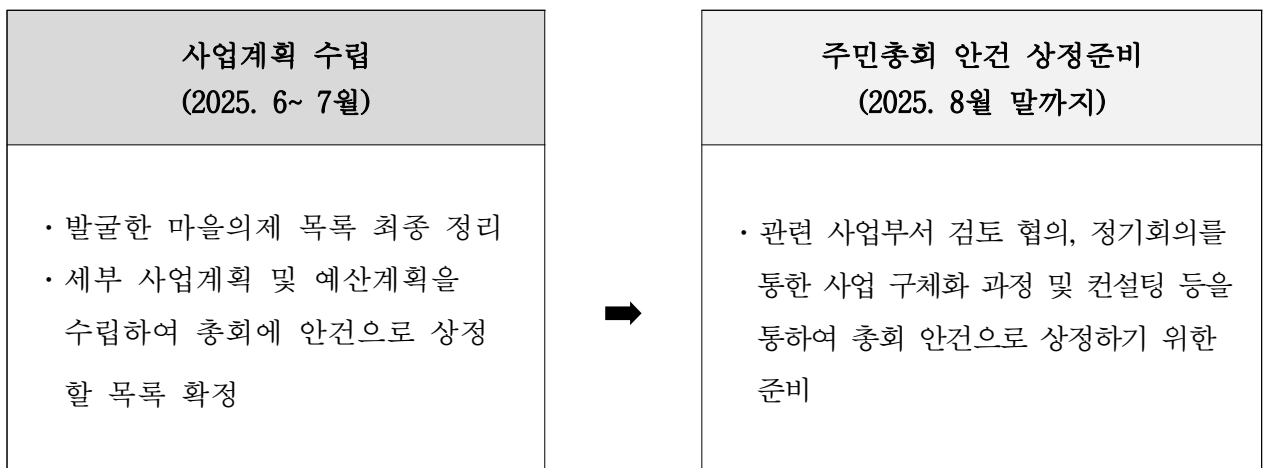 사업계획 수립
(2025. 6~ 7월)
・발굴한 마을의제 목록 최종 정리
・세부 사업계획 및 예산계획을
수립하여 총회에 안건으로 상정
할 목록 확정
➡
주민총회 안건 상정준비
(2025. 8월 말까지)
・관련 사업부서 검토 협의, 정기회의를
통한 사업 구체화 과정 및 컨설팅 등을
통하여 총회 안건으로 상정하기 위한
준비